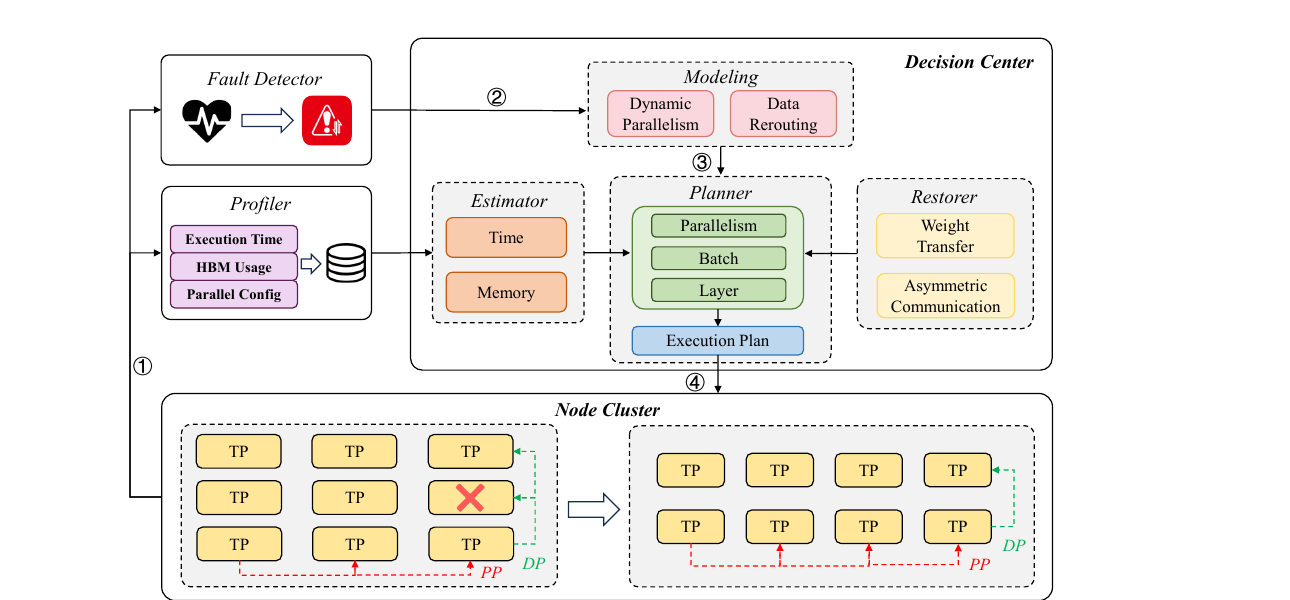 Decision Center
Fault Detector
②
Modeling
Dynamic
Parallelism
Data
Rerouting
③
Profiler
Execution Time
HBM Usage
Parallel Config
Estimator
Time
Memory
Planner
Parallelism
Batch
Layer
Execution Plan
Restorer
Weight
Transfer
Asymmetric
Communication
①
④
Node Cluster
TP
TP
TP
TP
TP
TP
TP
TP
PP
DP
TP
TP
TP
TP
TP
TP
TP
TP
PP
DP